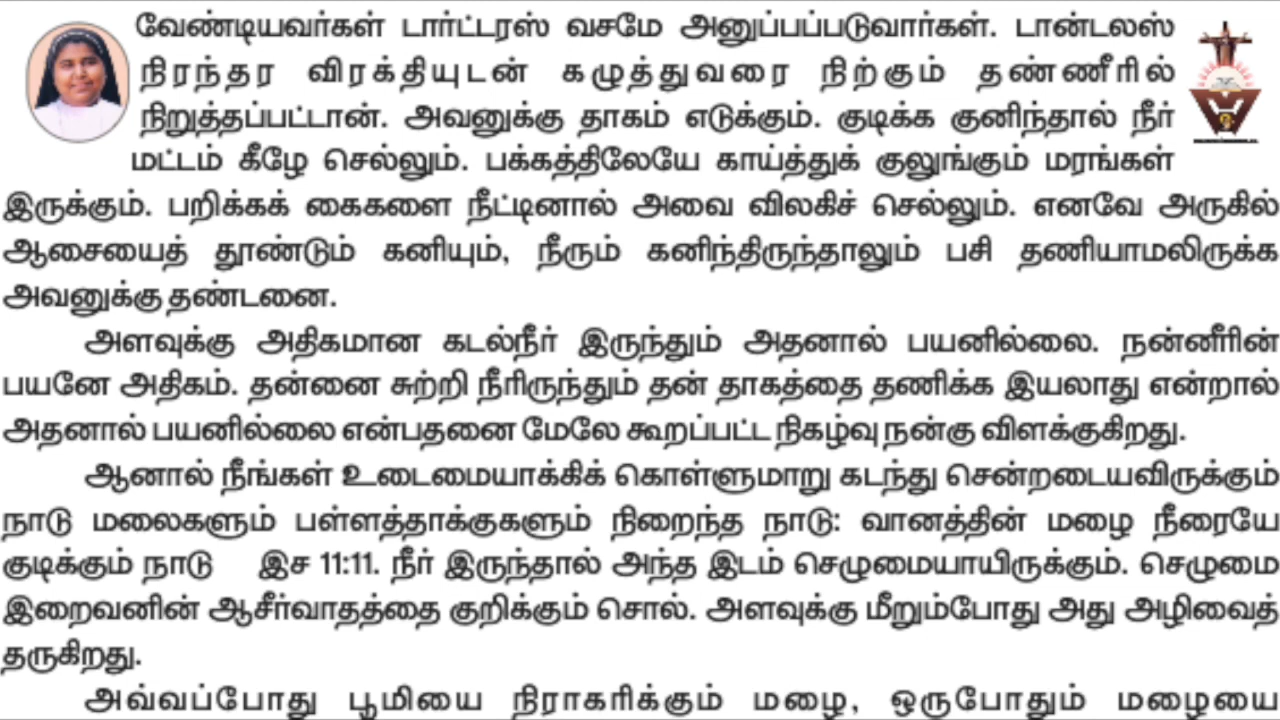 வேண்டியவர்கள் டார்ட்டரஸ் வசமே அனுப்பப்படுவார்கள். டான்டலஸ்
நிரந்தர விரக்தியுடன் கழுத்துவரை நிற்கும் தண்ணீரில்
நிறுத்தப்பட்டான். அவனுக்கு தாகம் எடுக்கும். குடிக்க குனிந்தால் நீர்
மட்டம் கீழே செல்லும். பக்கத்திலேயே காய்த்துக் குலுங்கும் மரங்கள்
இருக்கும். பறிக்கக் கைகளை நீட்டினால் அவை விலகிச் செல்லும். எனவே அருகில்
ஆசையைத் தூண்டும் கனியும், நீரும் கனிந்திருந்தாலும் பசி தணியாமலிருக்க
அவனுக்கு தண்டனை.
அளவுக்கு அதிகமான கடல்நீர் இருந்தும் அதனால் பயனில்லை. நன்னீரின்
பயனே அதிகம். தன்னை சுற்றி நீரிருந்தும் தன் தாகத்தை தணிக்க இயலாது என்றால்
அதனால் பயனில்லை என்பதனை மேலே கூறப்பட்ட நிகழ்வு நன்கு விளக்குகிறது.
ஆனால் நீங்கள் உடைமையாக்கிக் கொள்ளுமாறு கடந்து சென்றடையவிருக்கும்
நாடு மலைகளும் பள்ளத்தாக்குகளும் நிறைந்த நாடு: வானத்தின் மழை நீரையே
குடிக்கும் நாடு இச 11:11. நீர் இருந்தால் அந்த இடம் செழுமையாயிருக்கும். செழுமை
இறைவனின் ஆசீர்வாதத்தை குறிக்கும் சொல். அளவுக்கு மீறும்போது அது அழிவைத்
தருகிறது.
அவ்வப்போது பூமியை நிராகரிக்கும் மழை, ஒருபோதும் மழையை